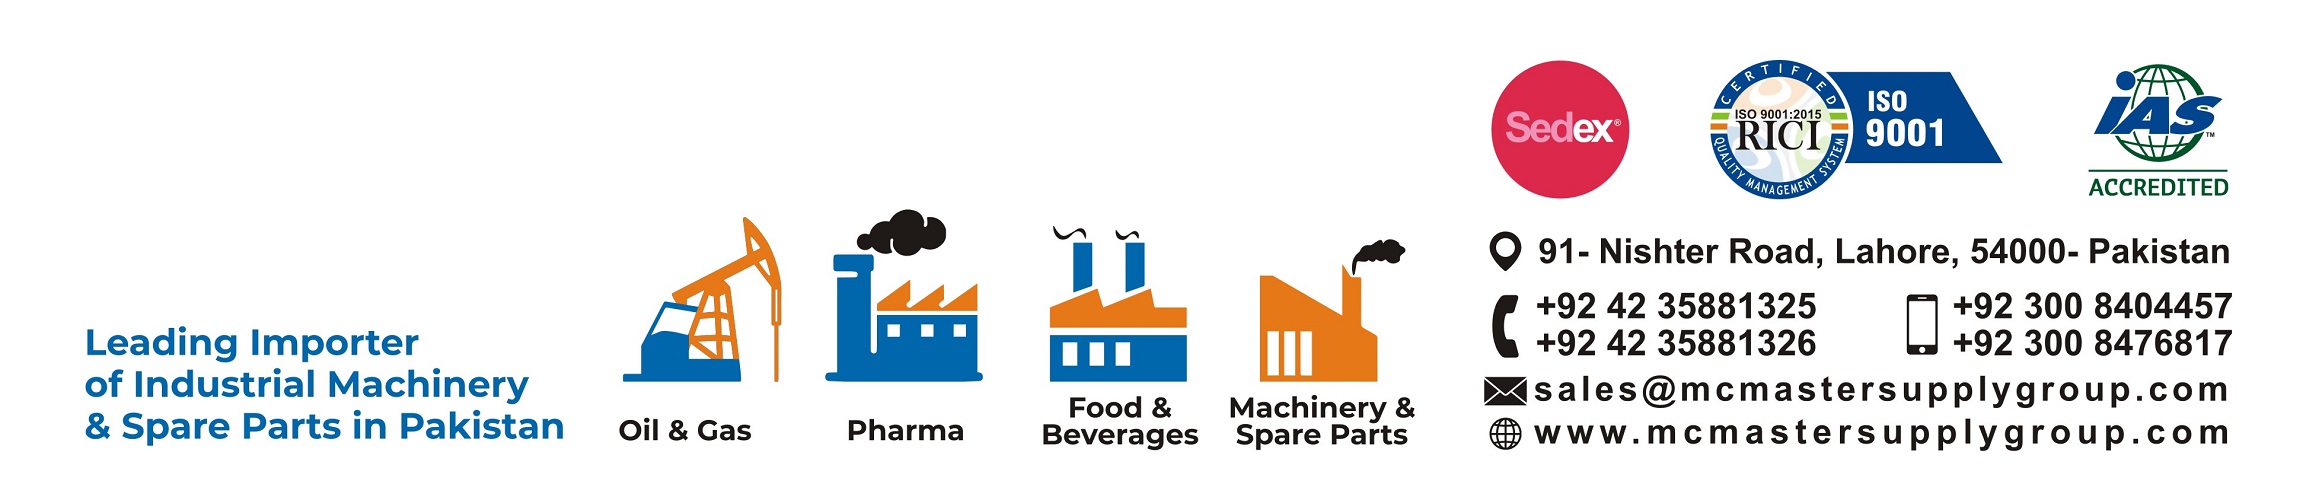 Leading Importer
of Industrial Machinery
& Spare Parts in Pakistan
Oil & Gas
Pharma
Food &
Beverages
Machinery &
Spare Parts
Sedex®
CERTIFIED
ISO 9001:2015
RICI
QUALITY MANAGEMENT SYSTEM
ISO
9001
iAS™
ACCREDITED
91- Nishter Road, Lahore, 54000- Pakistan
+92 42 35881325
+92 42 35881326
+92 300 8404457
+92 300 8476817
sales@mcmastersupplygroup.com
www.mcmastersupplygroup.com